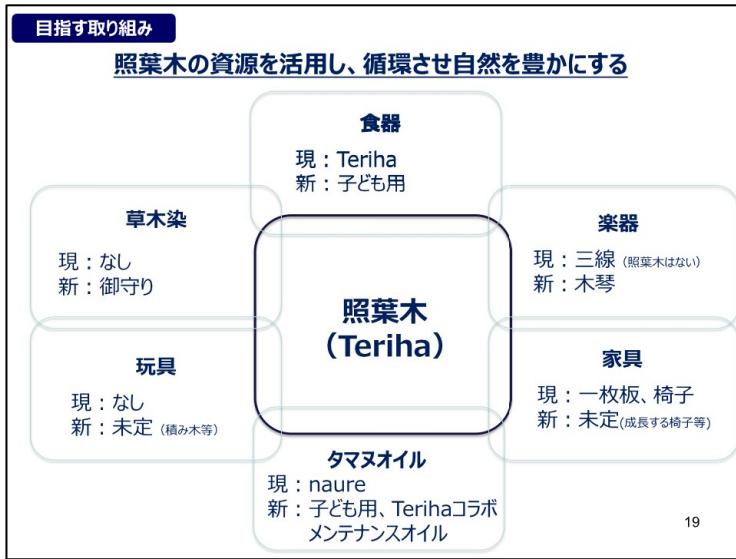 目指す取り組み
照葉木の資源を活用し、循環させ自然を豊かにする
食器
現：Teriha
新：子ども用
草木染
現：なし
新：御守り
楽器
現：三線（照葉木はない）
新：木琴
照葉木
（Teriha）
玩具
現：なし
新：未定（積み木等）
家具
現：一枚板、椅子
新：未定(成長する椅子等)
タマヌオイル
現：naure
新：子ども用、Terihaコラボ
メンテナンスオイル
19